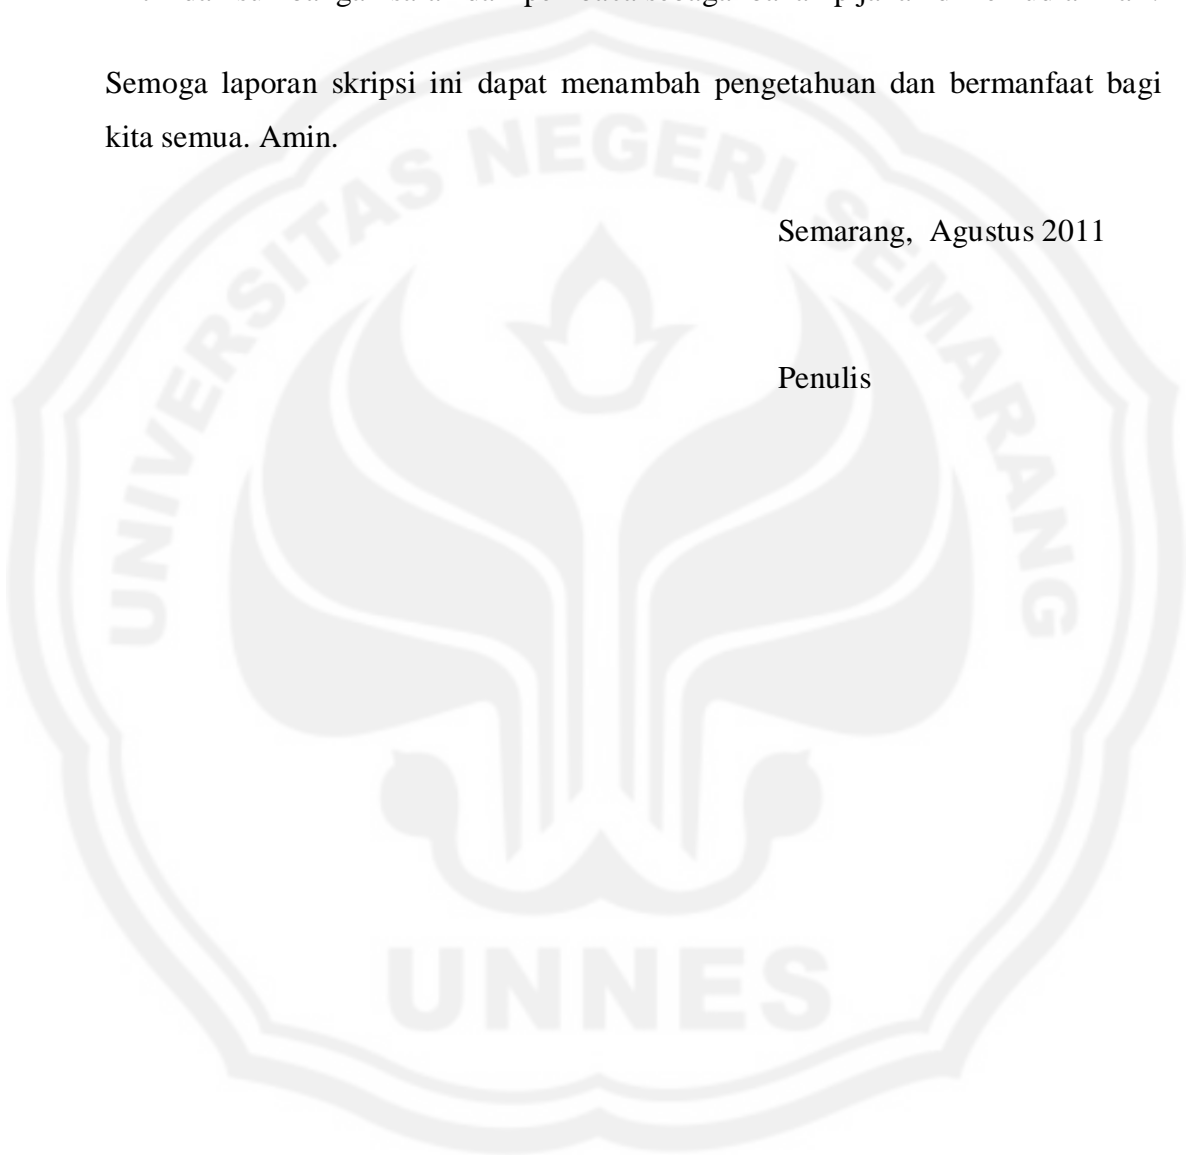 Semoga laporan skripsi ini dapat menambah pengetahuan dan bermanfaat bagi
kita semua. Amin.
Semarang, Agustus 2011
Penulis
UNIVERSITAS NEGERI SEMARANG
UNNES